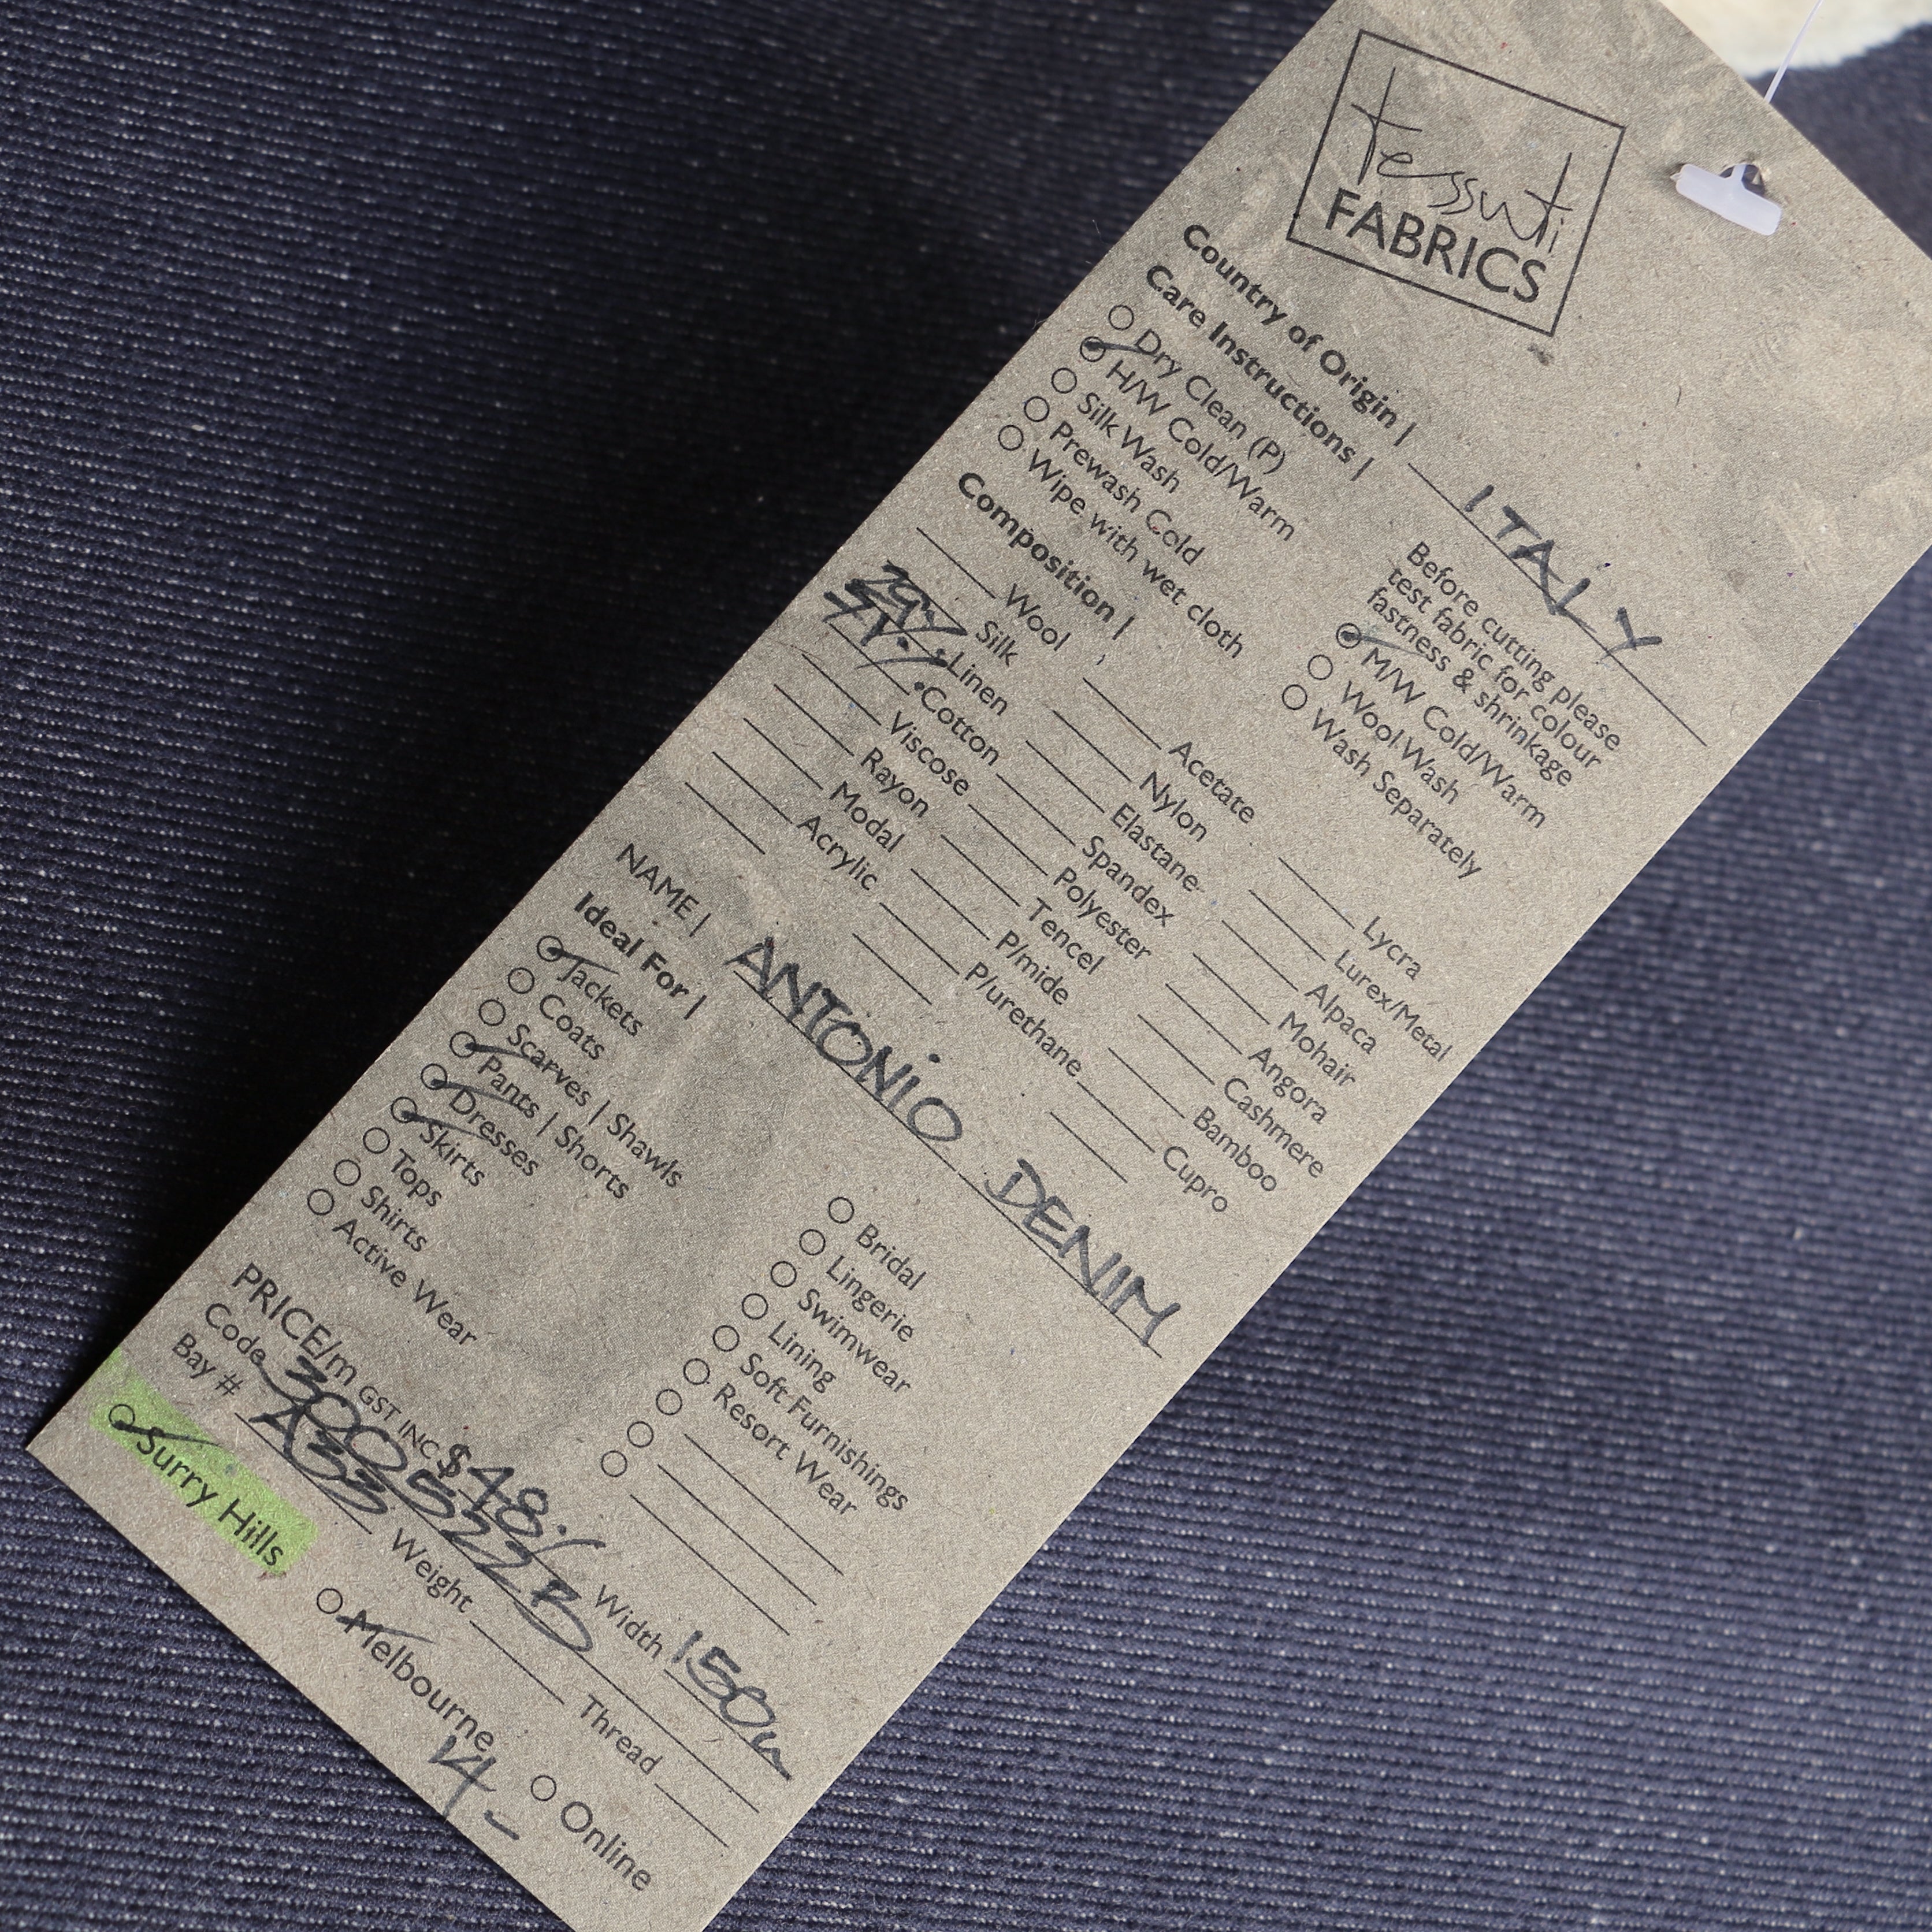 tessuti
FABRICS
Country of Origin | ITALY
Care Instructions |
Before cutting please
test fabric for colour
fastness & shrinkage
Dry Clean (P)
H/W Cold/Warm
Silk Wash
Prewash Cold
Wipe with wet cloth
M/W Cold/Warm
Wool Wash
Wash Separately
Composition |
Wool Acetate Lycra
Silk Nylon Lurex/Metal
29% Linen Elastane Alpaca
71% Cotton Spandex Mohair
Viscose Polyester Angora
Rayon Tencel Cashmere
Modal P/mide Bamboo
Acrylic P/urethane Cupro
NAME | ANTONIO DENIM
Ideal For |
Jackets
Coats
Scarves | Shawls
Pants | Shorts
Dresses
Skirts
Tops
Shirts
Active Wear
Bridal
Lingerie
Swimwear
Lining
Soft Furnishings
Resort Wear
PRICE/m GST INC. $48. Width 150
Code 300522B
Bay # A33 Weight Thread
Surry Hills Melbourne Online